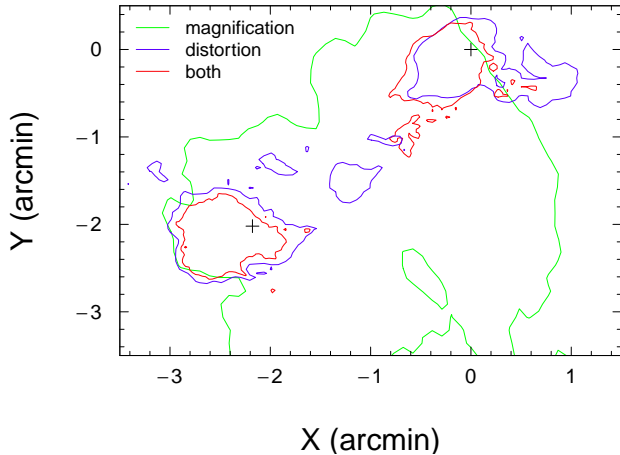 magnification
distortion
both
0
−1
−2
−3
Y (arcmin)
−3 −2 −1 0 1
X (arcmin)